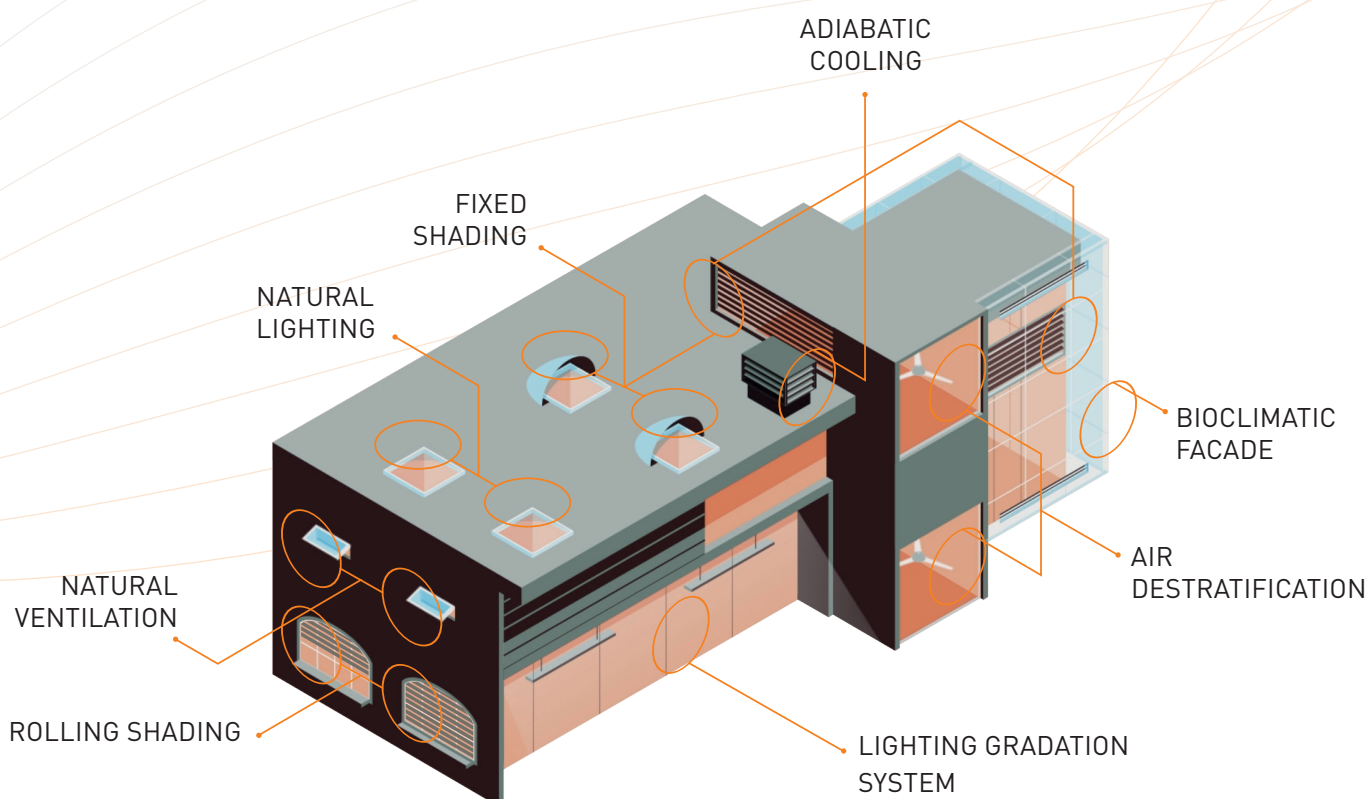 ADIABATIC
COOLING
FIXED
SHADING
NATURAL
LIGHTING
BIOCLIMATIC
FACADE
AIR
DESTRATIFICATION
NATURAL
VENTILATION
ROLLING SHADING
LIGHTING GRADATION
SYSTEM